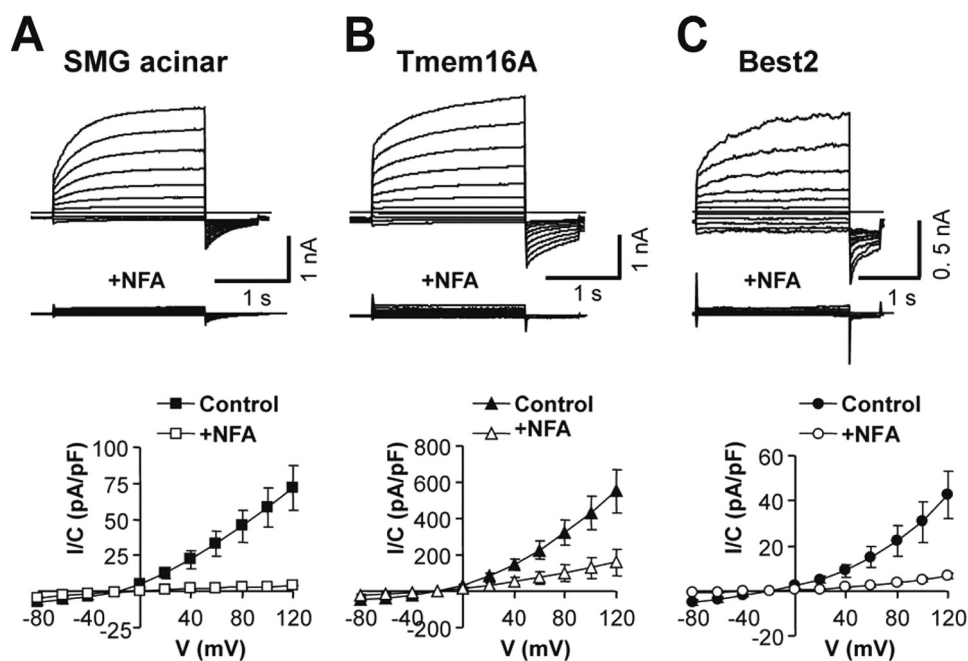 A
SMG acinar
1 nA
+NFA
1 s
Control
+NFA
I/C (pA/pF)
100
75
50
25
-25
-80
-40
40
80
120
V (mV)
B
Tmem16A
1 nA
+NFA
1 s
Control
+NFA
I/C (pA/pF)
800
600
400
200
-200
-80
-40
40
80
120
V (mV)
C
Best2
0. 5 nA
+NFA
1 s
Control
+NFA
I/C (pA/pF)
60
40
20
-20
-80
-40
40
80
120
V (mV)